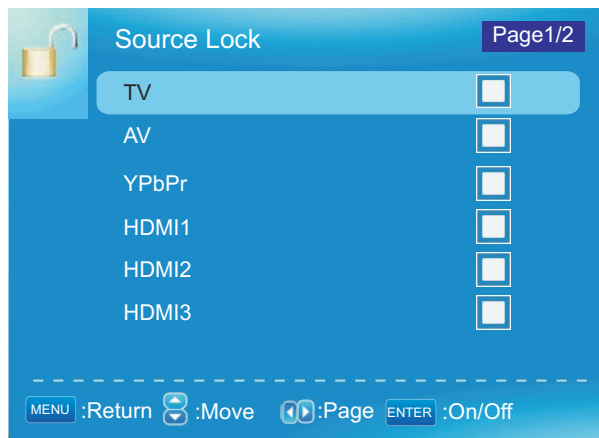 Source Lock Page1/2
TV
AV
YPbPr
HDMI1
HDMI2
HDMI3
MENU :Return :Move :Page ENTER :On/Off